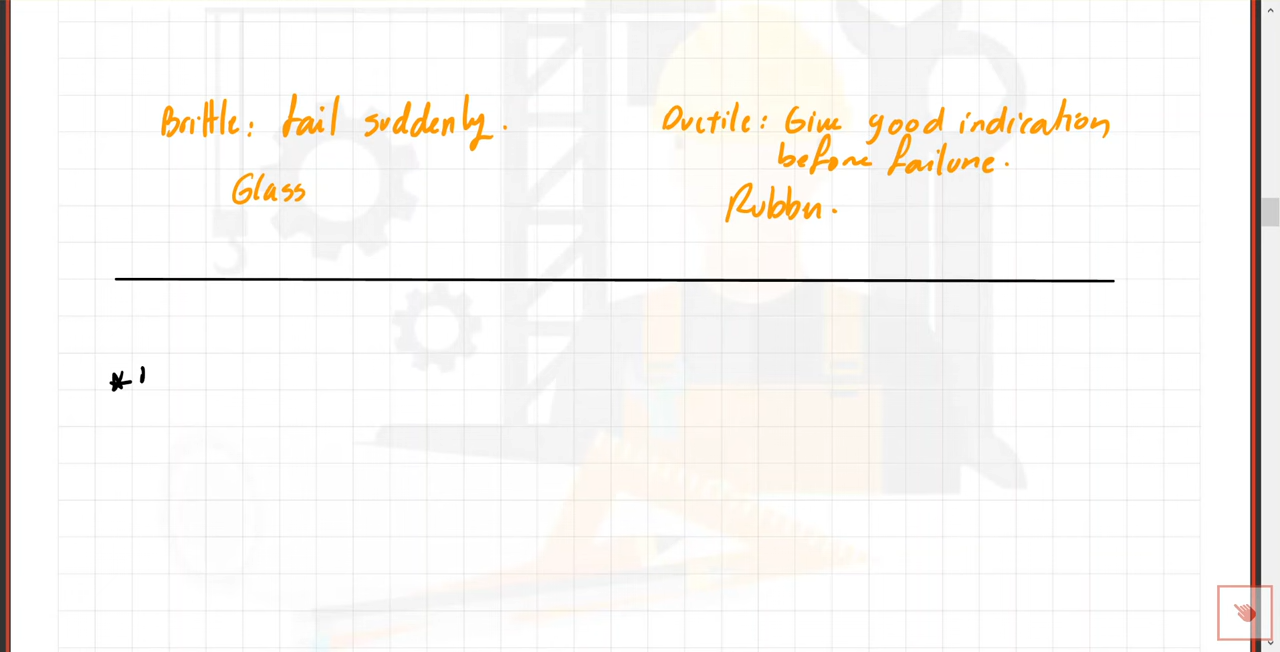 Brittle: fail suddenly.
Glass
Ductile: Give good indication
before failure.
Rubber.
*